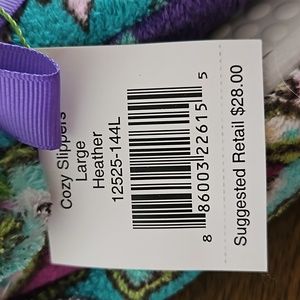 Cozy Slippers
Large
Heather
12525-144L
8 86003 22615 5
Suggested Retail $28.00